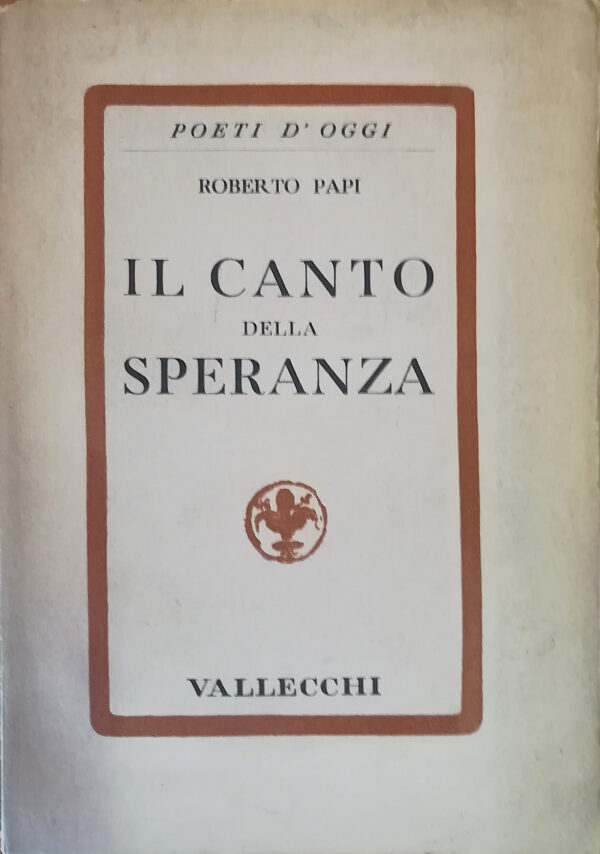 POETI D'OGGI
ROBERTO PAPI
IL CANTO
DELLA
SPERANZA
VALLECCHI